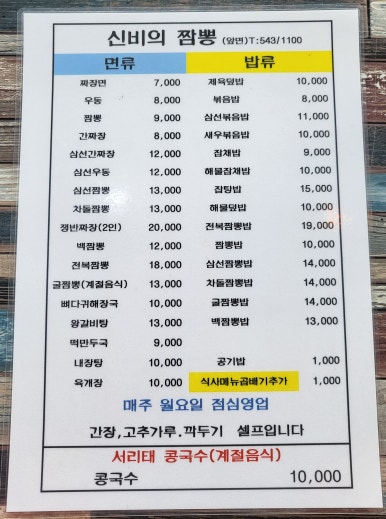 신비의 짬뽕 (앞면)T:543/1100
면류
짜장면 7,000
우동 8,000
짬뽕 9,000
간짜장 8,000
삼선간짜장 12,000
삼선우동 12,000
삼선짬뽕 13,000
차돌짬뽕 13,000
쟁반짜장(2인) 20,000
백짬뽕 12,000
전복짬뽕 18,000
굴짬뽕(계절음식) 13,000
뼈다귀해장국 10,000
왕갈비탕 13,000
떡만두국 9,000
내장탕 10,000
육개장 10,000
밥류
제육덮밥 10,000
볶음밥 8,000
삼선볶음밥 11,000
새우볶음밥 10,000
잡채밥 9,000
해물잡채밥 10,000
잡탕밥 15,000
해물덮밥 10,000
전복짬뽕밥 19,000
짬뽕밥 10,000
삼선짬뽕밥 14,000
차돌짬뽕밥 14,000
굴짬뽕밥 14,000
백짬뽕밥 13,000
공기밥 1,000
식사메뉴곱배기추가 1,000
매주 월요일 점심영업
간장,고추가루.깍두기 셀프입니다
서리태 콩국수(계절음식)
콩국수 10,000